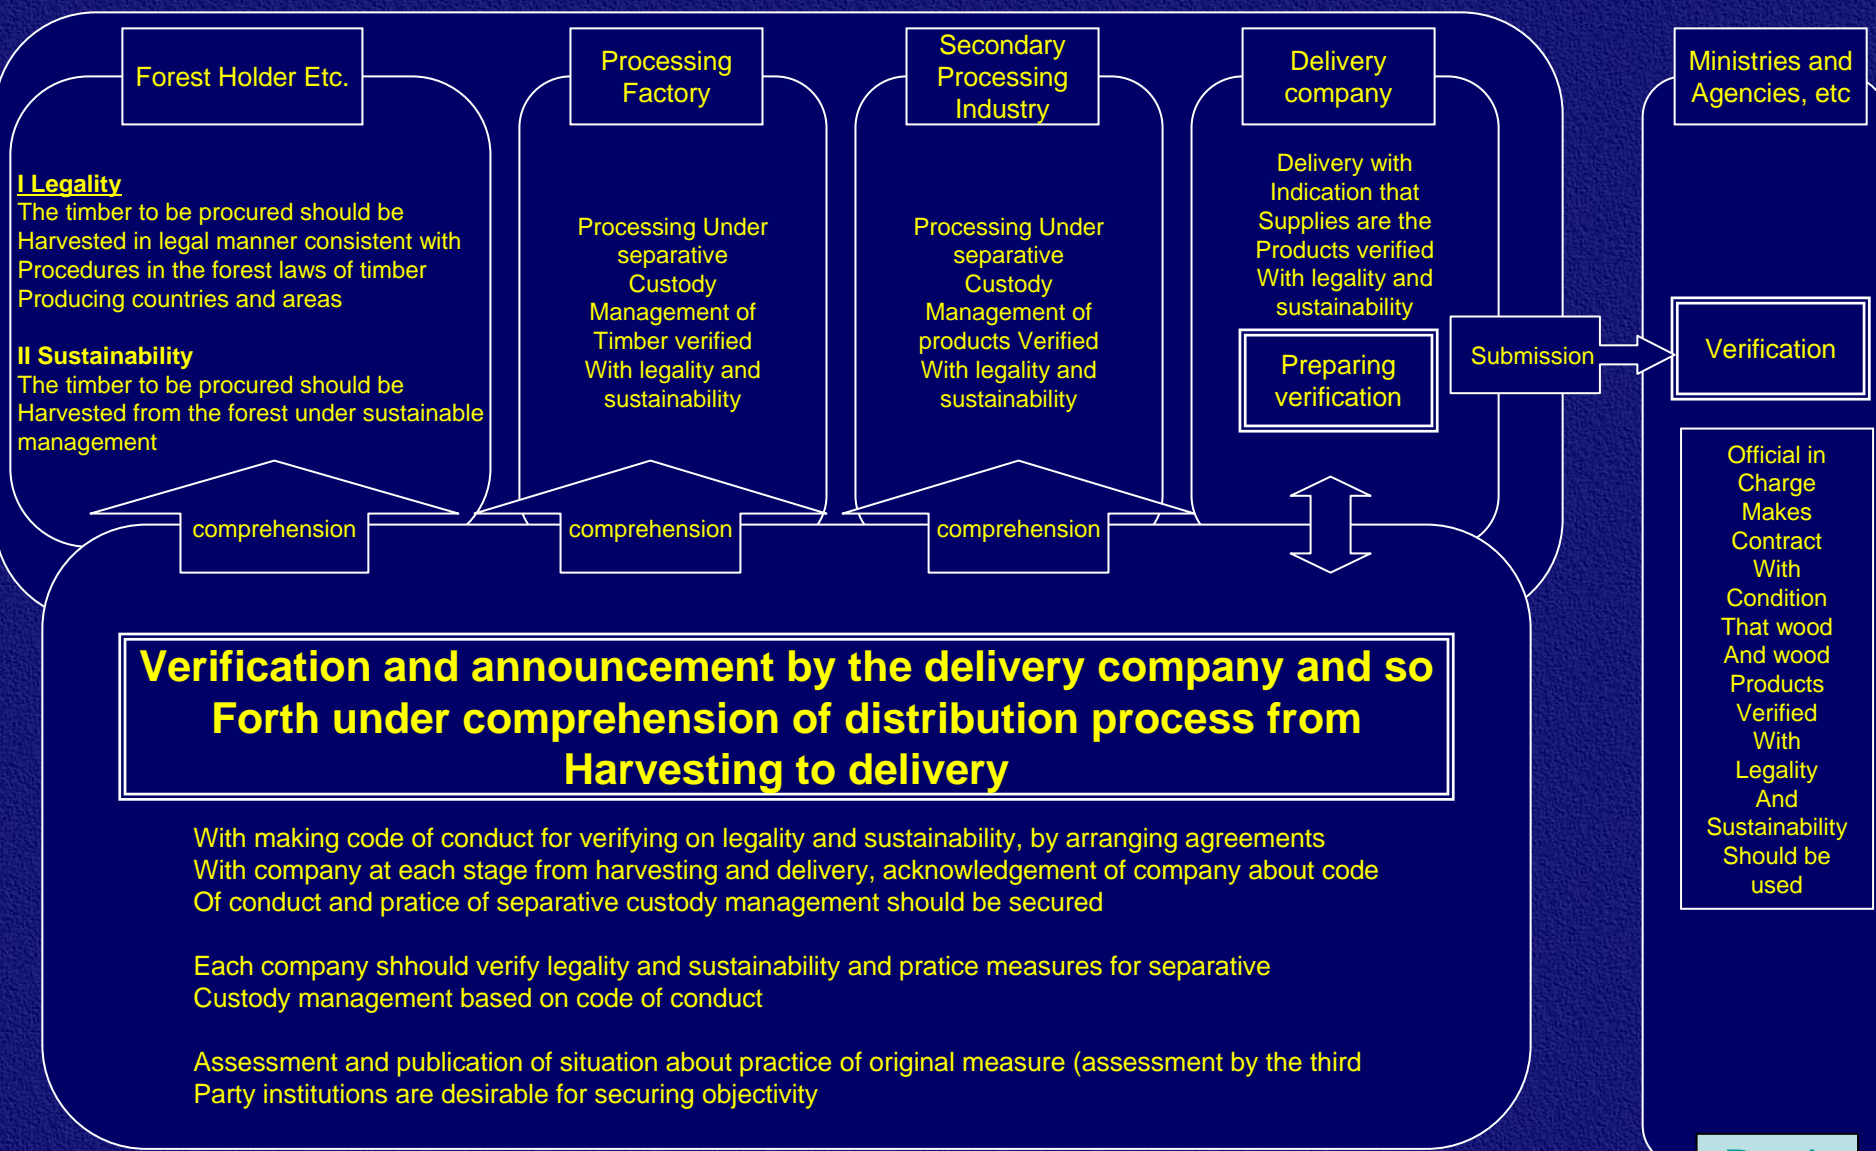 Forest Holder Etc.
I Legality
The timber to be procured should be
Harvested in legal manner consistent with
Procedures in the forest laws of timber
Producing countries and areas
II Sustainability
The timber to be procured should be
Harvested from the forest under sustainable
management
comprehension
Processing
Factory
Processing Under
separative
Custody
Management of
Timber verified
With legality and
sustainability
comprehension
Secondary
Processing
Industry
Processing Under
separative
Custody
Management of
products Verified
With legality and
sustainability
comprehension
Delivery
company
Delivery with
Indication that
Supplies are the
Products verified
With legality and
sustainability
Preparing
verification
Submission
Ministries and
Agencies, etc
Verification
Official in
Charge
Makes
Contract
With
Condition
That wood
And wood
Products
Verified
With
Legality
And
Sustainability
Should be
used
Verification and announcement by the delivery company and so
Forth under comprehension of distribution process from
Harvesting to delivery
With making code of conduct for verifying on legality and sustainability, by arranging agreements
With company at each stage from harvesting and delivery, acknowledgement of company about code
Of conduct and pratice of separative custody management should be secured
Each company shhould verify legality and sustainability and pratice measures for separative
Custody management based on code of conduct
Assessment and publication of situation about practice of original measure (assessment by the third
Party institutions are desirable for securing objectivity